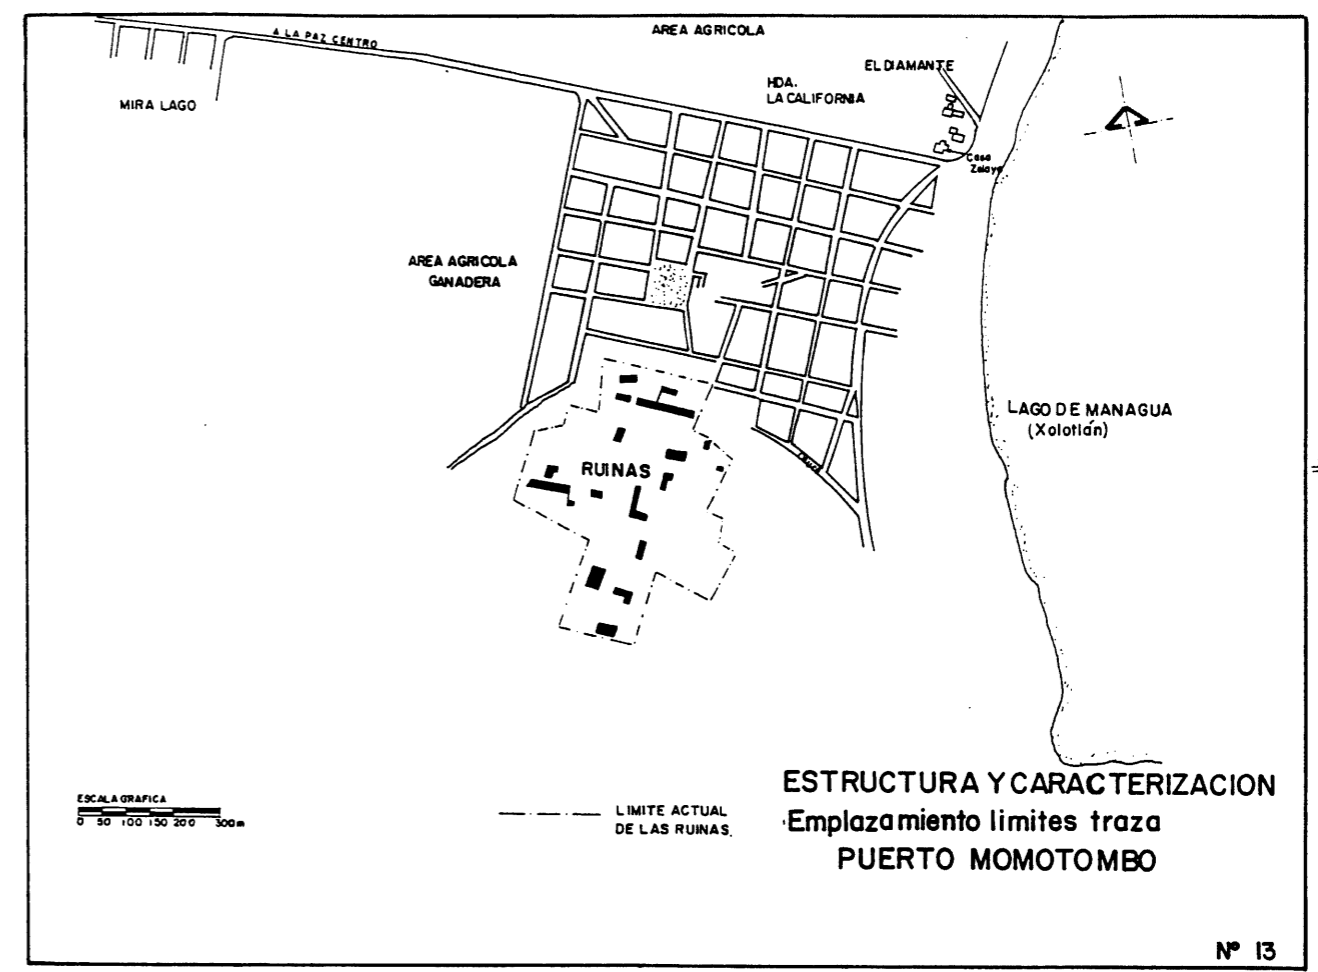 AREA AGRICOLA
A LA PAZ CENTRO
EL DIAMANTE
HDA.
LA CALIFORNIA
MIRA LAGO
Casa
Zelaya
AREA AGRICOLA
GANADERA
LAGO DE MANAGUA
(Xolotlán)
RUINAS
ESCALA GRAFICA
0 50 100 150 200 300m
LIMITE ACTUAL
DE LAS RUINAS.
ESTRUCTURA Y CARACTERIZACION
Emplazamiento limites traza
PUERTO MOMOTOMBO
Nº 13